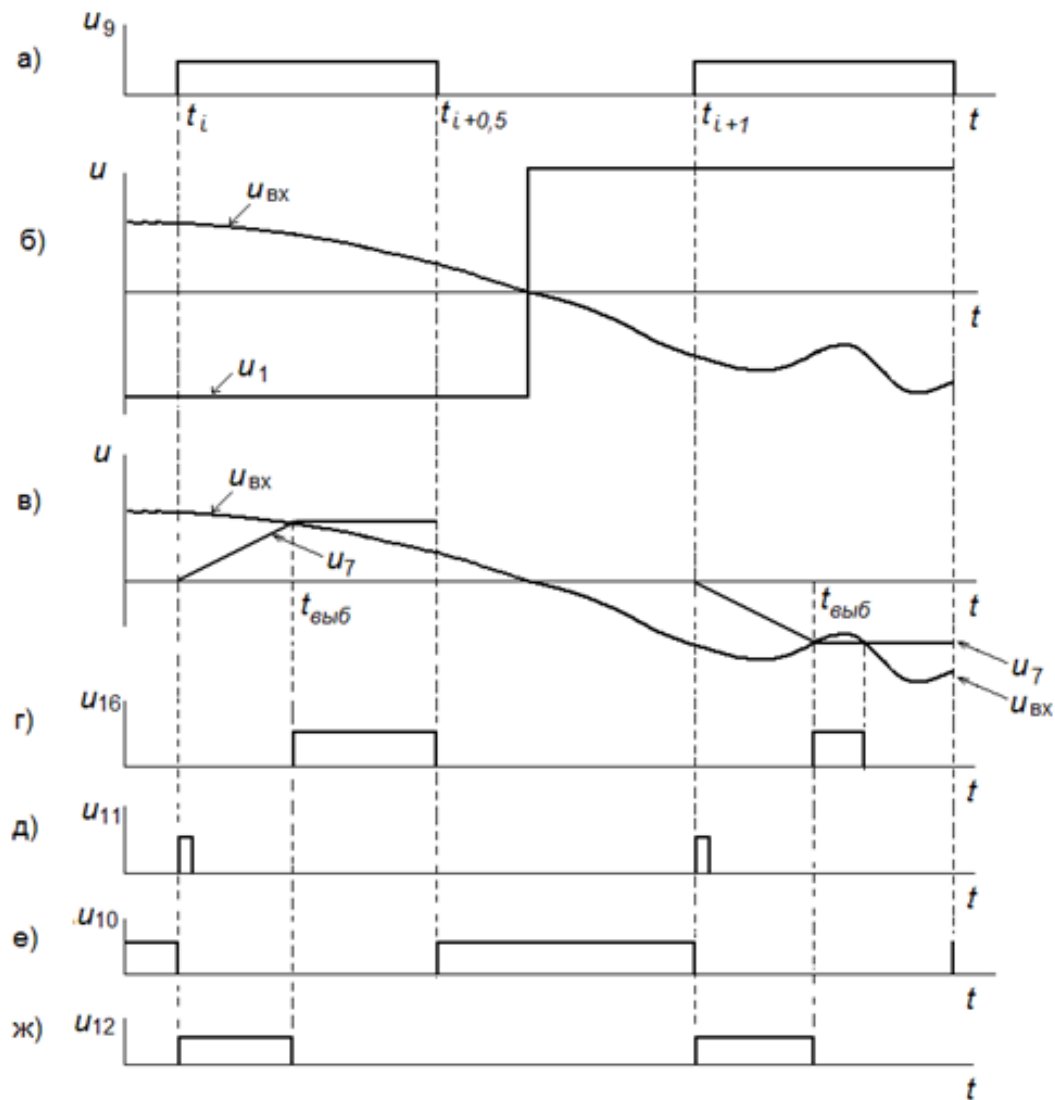 а)
u9
ti
ti+0,5
ti+1
t
б)
u
uвх
t
u1
в)
u
uвх
u7
tвыб
tвыб
t
u7
uвх
г)
u16
t
д)
u11
t
е)
u10
t
ж)
u12
t